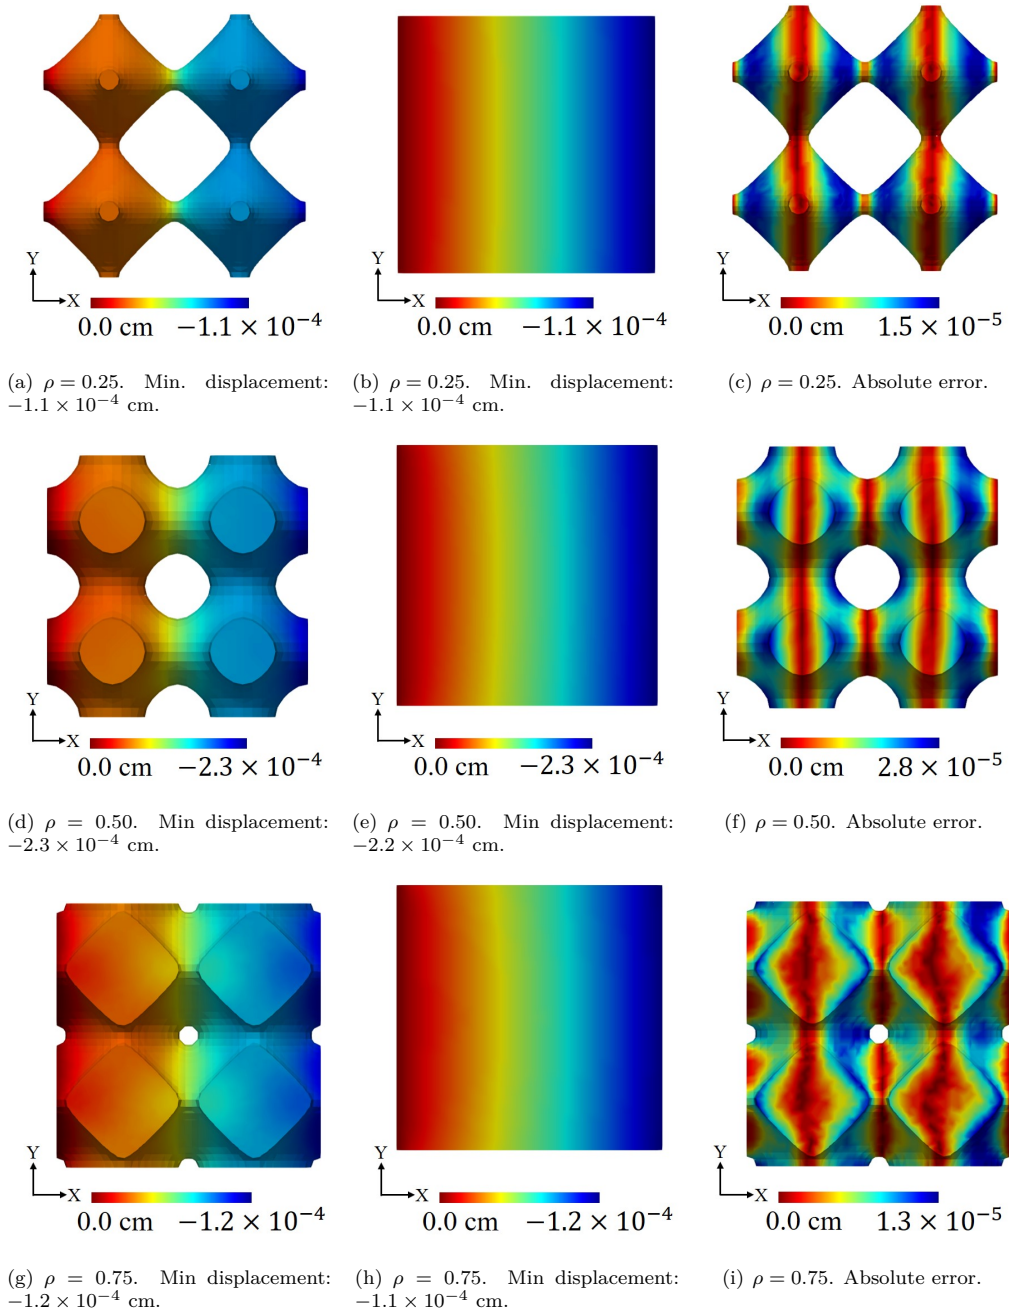 Y
X
0.0 cm −1.1 × 10⁻⁴
Y
X
0.0 cm −1.1 × 10⁻⁴
Y
X
0.0 cm 1.5 × 10⁻⁵
(a) ρ = 0.25. Min. displacement:
−1.1 × 10⁻⁴ cm.
(b) ρ = 0.25. Min. displacement:
−1.1 × 10⁻⁴ cm.
(c) ρ = 0.25. Absolute error.
Y
X
0.0 cm −2.3 × 10⁻⁴
Y
X
0.0 cm −2.3 × 10⁻⁴
Y
X
0.0 cm 2.8 × 10⁻⁵
(d) ρ = 0.50. Min displacement:
−2.3 × 10⁻⁴ cm.
(e) ρ = 0.50. Min displacement:
−2.2 × 10⁻⁴ cm.
(f) ρ = 0.50. Absolute error.
Y
X
0.0 cm −1.2 × 10⁻⁴
Y
X
0.0 cm −1.2 × 10⁻⁴
Y
X
0.0 cm 1.3 × 10⁻⁵
(g) ρ = 0.75. Min displacement:
−1.2 × 10⁻⁴ cm.
(h) ρ = 0.75. Min displacement:
−1.1 × 10⁻⁴ cm.
(i) ρ = 0.75. Absolute error.